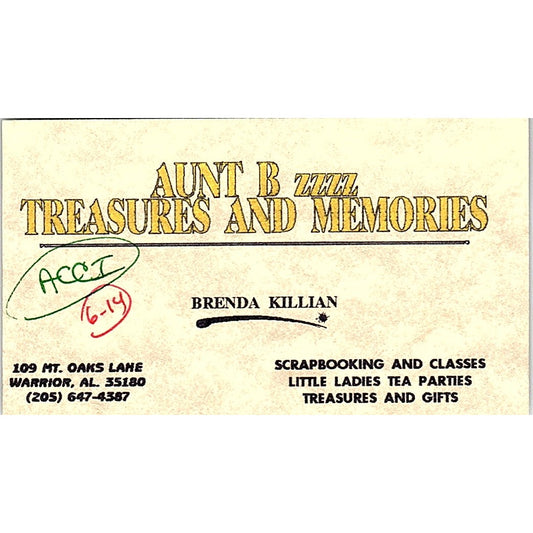 AUNT B zzzz
TREASURES AND MEMORIES
ACCI
6-14
BRENDA KILLIAN
109 MT. OAKS LANE
WARRIOR, AL. 35180
(205) 647-4387
SCRAPBOOKING AND CLASSES
LITTLE LADIES TEA PARTIES
TREASURES AND GIFTS